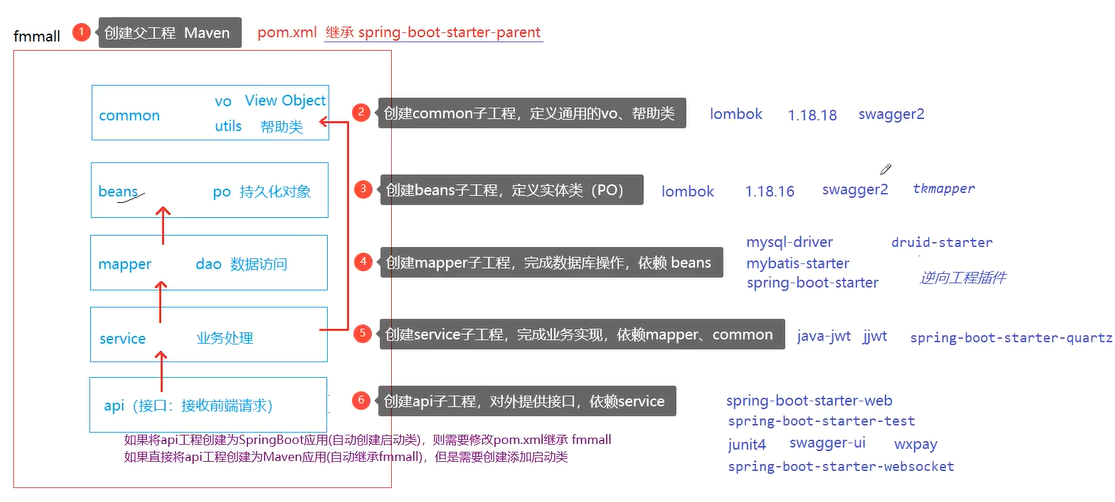 fmmall 1 创建父工程 Maven pom.xml 继承 spring-boot-starter-parent
common vo View Object
utils 帮助类
2 创建common子工程，定义通用的vo、帮助类 lombok 1.18.18 swagger2
beans po 持久化对象
3 创建beans子工程，定义实体类（PO） lombok 1.18.16 swagger2 tkmapper
mapper dao 数据访问
4 创建mapper子工程，完成数据库操作，依赖 beans
mysql-driver druid-starter
mybatis-starter
spring-boot-starter 逆向工程插件
service 业务处理
5 创建service子工程，完成业务实现，依赖mapper、common java-jwt jjwt spring-boot-starter-quartz
api（接口：接收前端请求）
6 创建api子工程，对外提供接口，依赖service
spring-boot-starter-web
spring-boot-starter-test
junit4 swagger-ui wxpay
spring-boot-starter-websocket
如果将api工程创建为SpringBoot应用(自动创建启动类)，则需要修改pom.xml继承 fmmall
如果直接将api工程创建为Maven应用(自动继承fmmall)，但是需要创建添加启动类